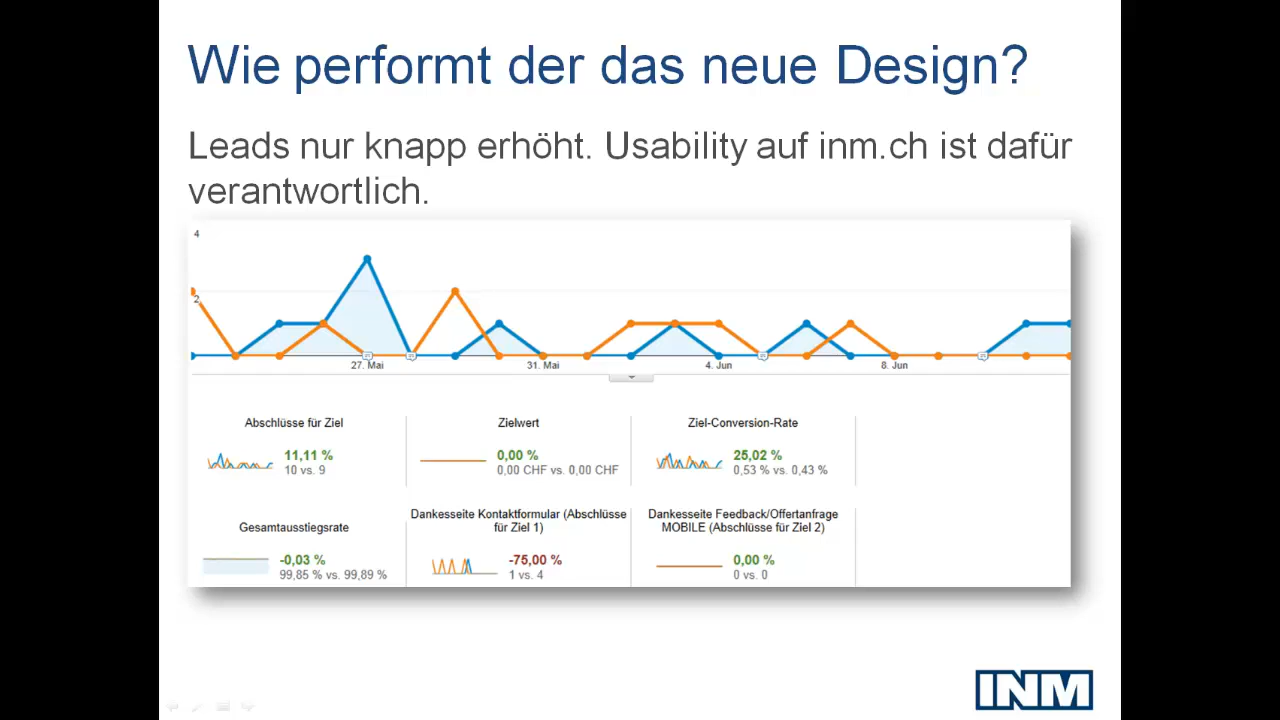 Wie performt der das neue Design?
Leads nur knapp erhöht. Usability auf inm.ch ist dafür
verantwortlich.
4
2
27. Mai
31. Mai
4. Jun
8. Jun
Abschlüsse für Ziel
11,11 %
10 vs. 9
Zielwert
0,00 %
0,00 CHF vs. 0,00 CHF
Ziel-Conversion-Rate
25,02 %
0,53 % vs. 0,43 %
Gesamtausstiegsrate
-0,03 %
99,85 % vs. 99,89 %
Dankesseite Kontaktformular (Abschlüsse
für Ziel 1)
-75,00 %
1 vs. 4
Dankesseite Feedback/Offertanfrage
MOBILE (Abschlüsse für Ziel 2)
0,00 %
0 vs. 0
INM